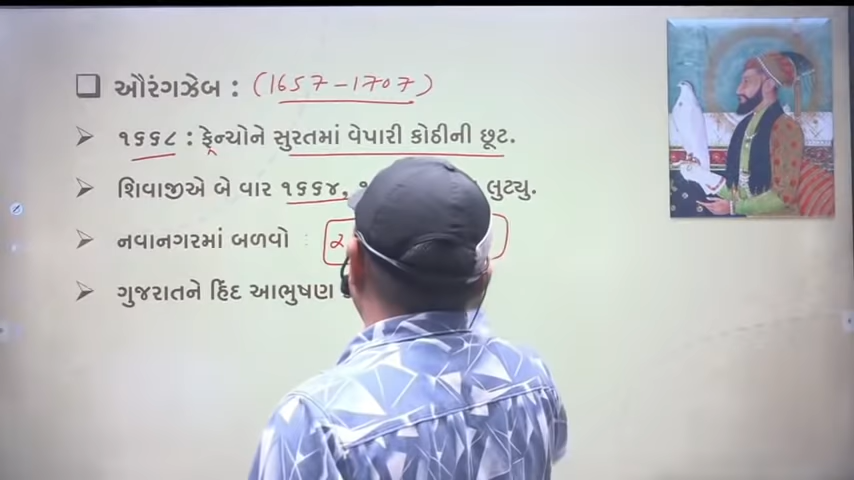 ઔરંગઝેબ : (1657-1707)
૧૬૬૮ : ફ્રેન્ચોને સુરતમાં વેપારી કોઠીની છૂટ.
શિવાજીએ બે વાર ૧૬૬૪, લુટ્યુ.
નવાનગરમાં બળવો
ગુજરાતને હિંદ આભુષણ